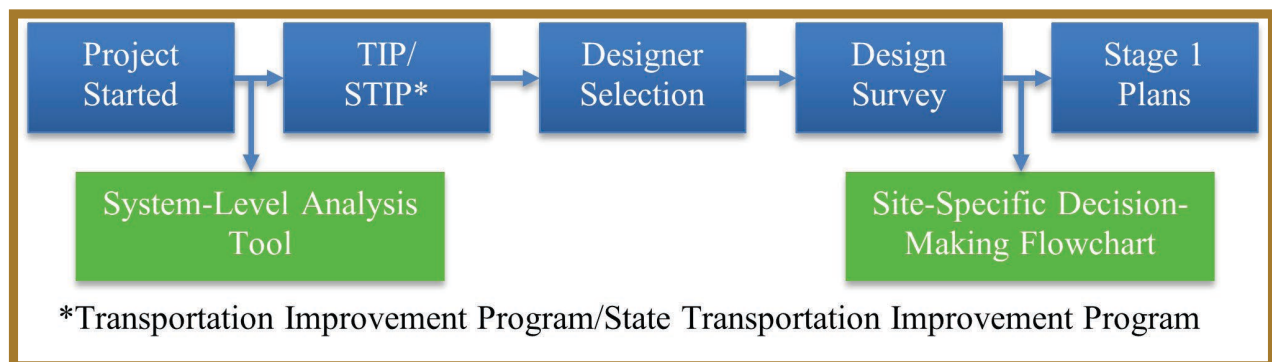 Project
Started
TIP/
STIP*
Designer
Selection
Design
Survey
Stage 1
Plans
System-Level Analysis
Tool
Site-Specific Decision-
Making Flowchart
*Transportation Improvement Program/State Transportation Improvement Program